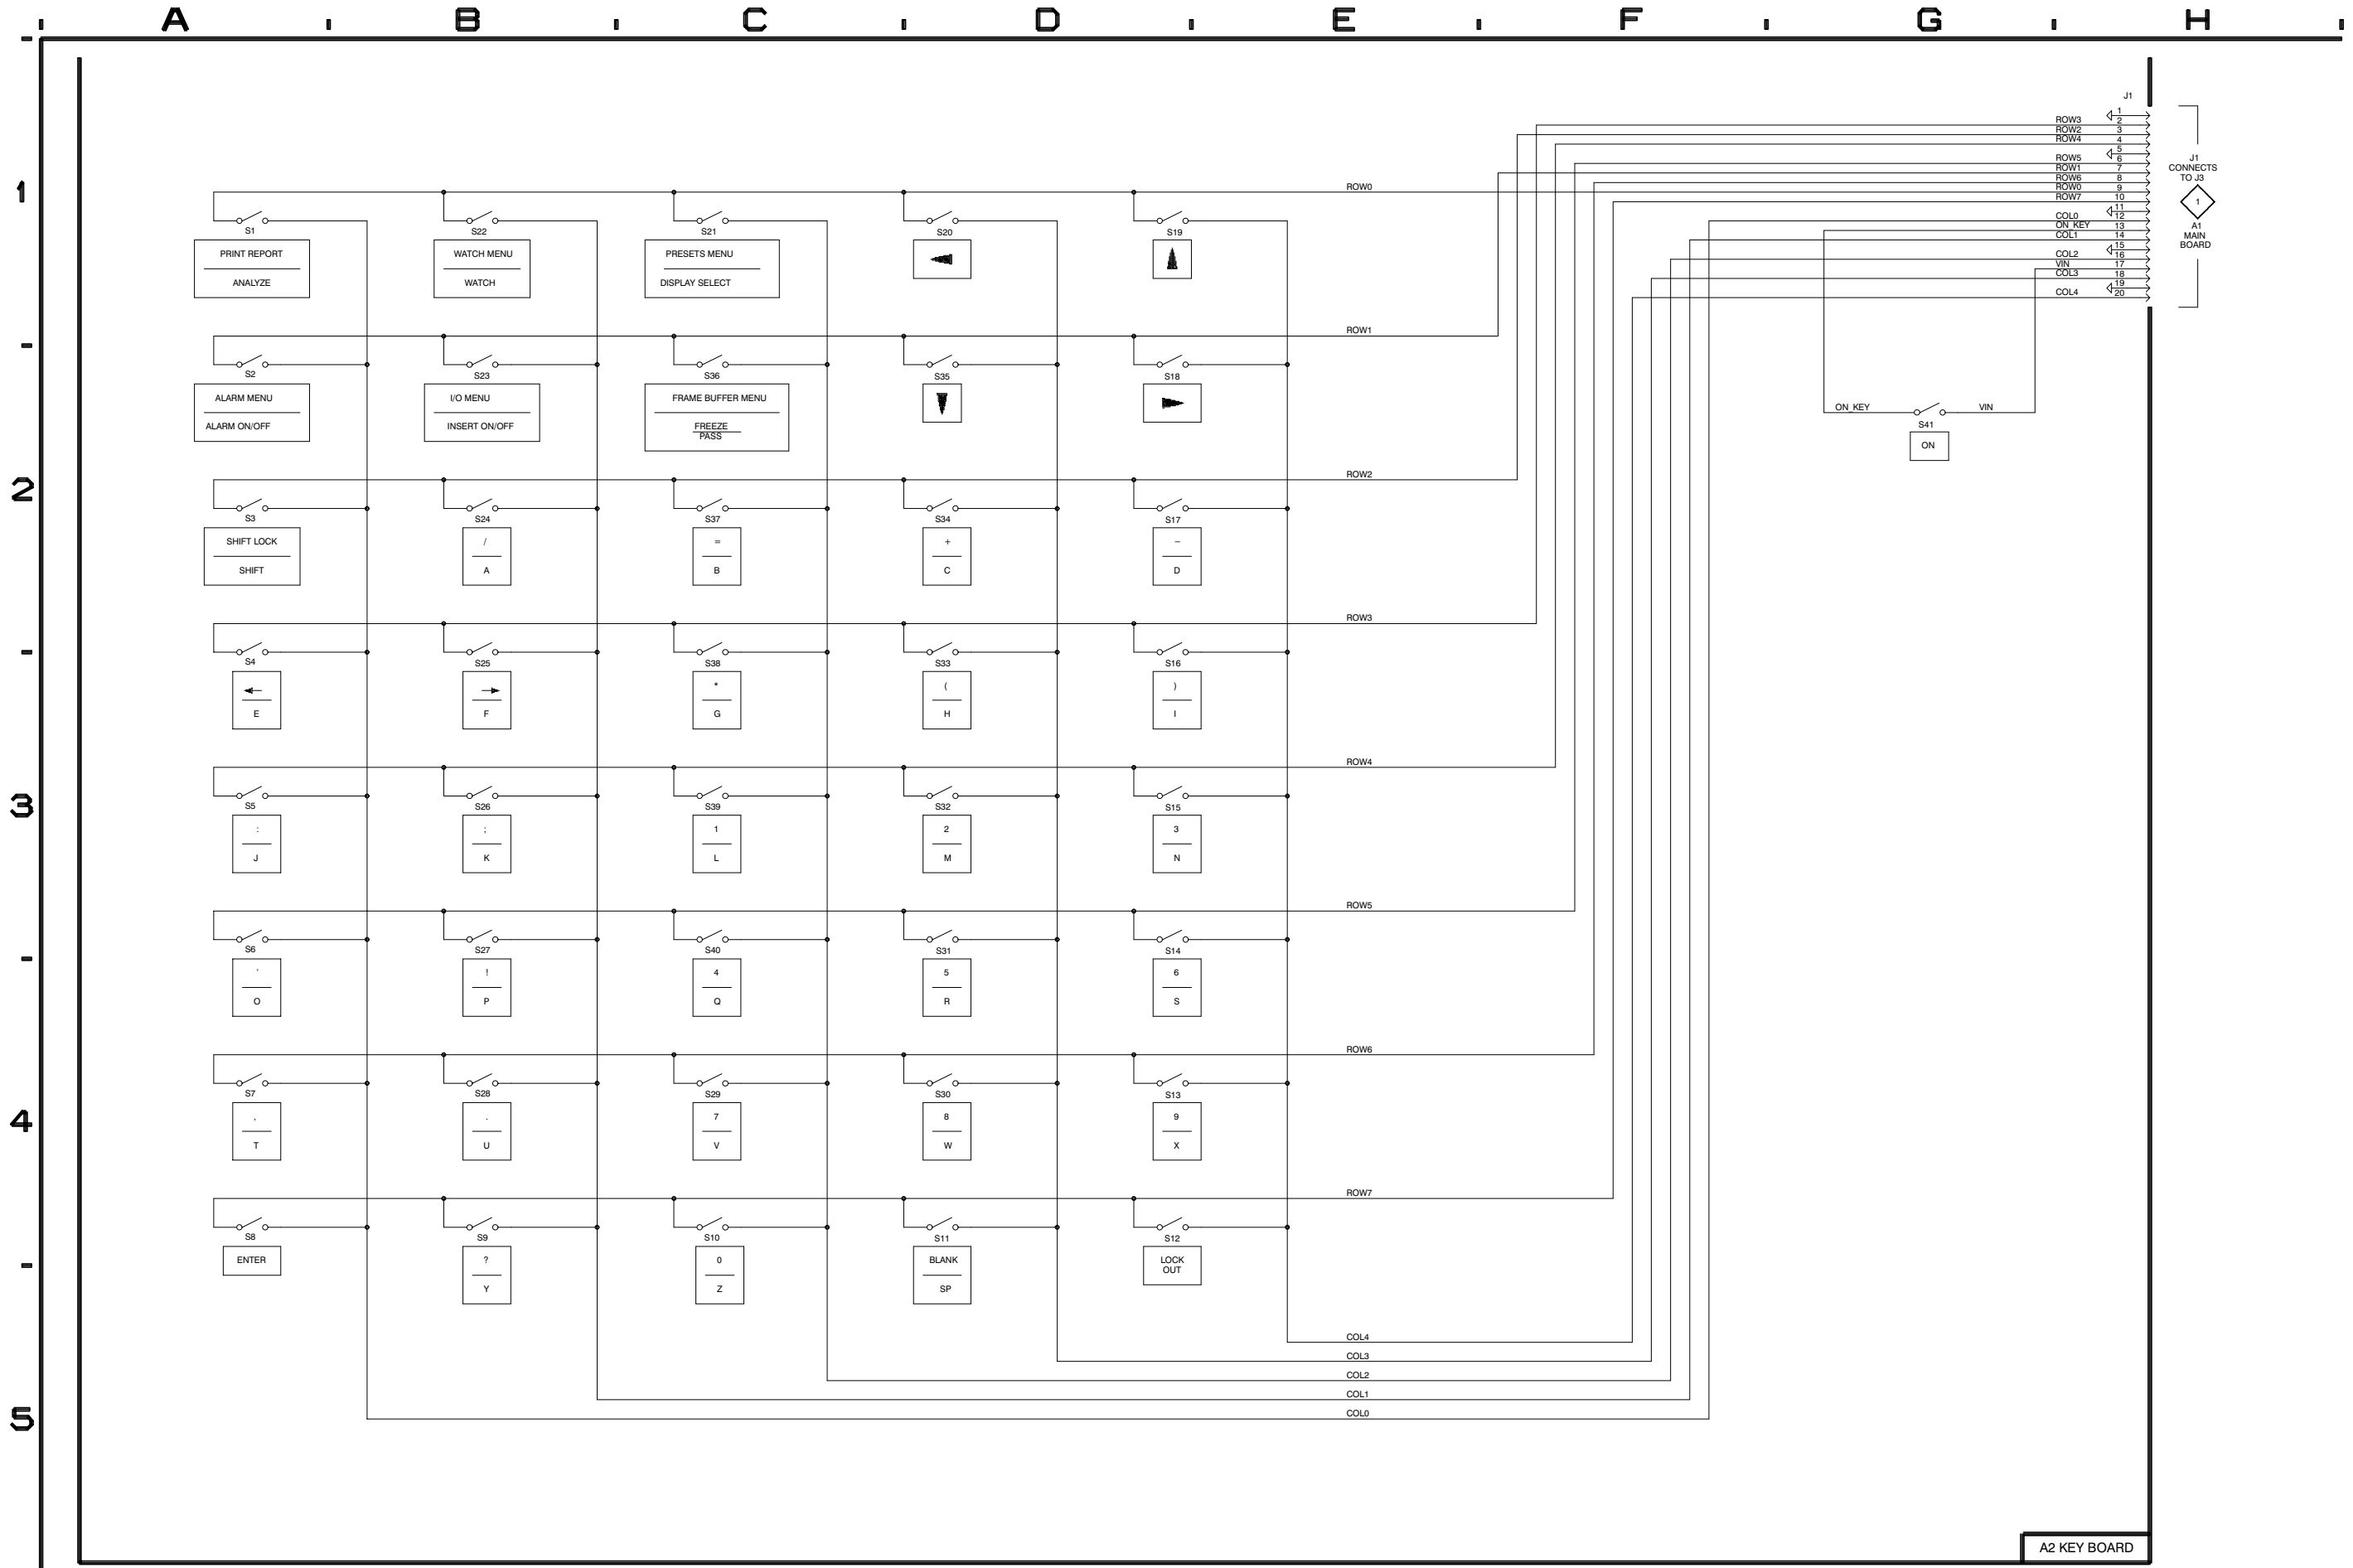 A B C D E F G H
J1
1
ROW3 2
ROW2 3
ROW4 4
5
ROW5 6
ROW1 7
ROW6 8
ROW0 9
ROW7 10
11
COL0 12
ON_KEY 13
COL1 14
15
COL2 16
VIN 17
COL3 18
19
COL4 20
J1
CONNECTS
TO J3
1
A1
MAIN
BOARD
1
ROW0
S1 S22 S21 S20 S19
PRINT REPORT WATCH MENU PRESETS MENU
ANALYZE WATCH DISPLAY SELECT
ROW1
S2 S23 S36 S35 S18
ALARM MENU I/O MENU FRAME BUFFER MENU
ALARM ON/OFF INSERT ON/OFF FREEZE
PASS
ON_KEY VIN
S41
ON
2
ROW2
S3 S24 S37 S34 S17
SHIFT LOCK / = + −
SHIFT A B C D
ROW3
S4 S25 S38 S33 S16
← → * ( )
E F G H I
3
ROW4
S5 S26 S39 S32 S15
: ; 1 2 3
J K L M N
ROW5
S6 S27 S40 S31 S14
' ! 4 5 6
O P Q R S
4
ROW6
S7 S28 S29 S30 S13
, . 7 8 9
T U V W X
ROW7
S8 S9 S10 S11 S12
ENTER ? 0 BLANK LOCK
OUT
Y Z SP
COL4
COL3
COL2
COL1
COL0
5
A2 KEY BOARD